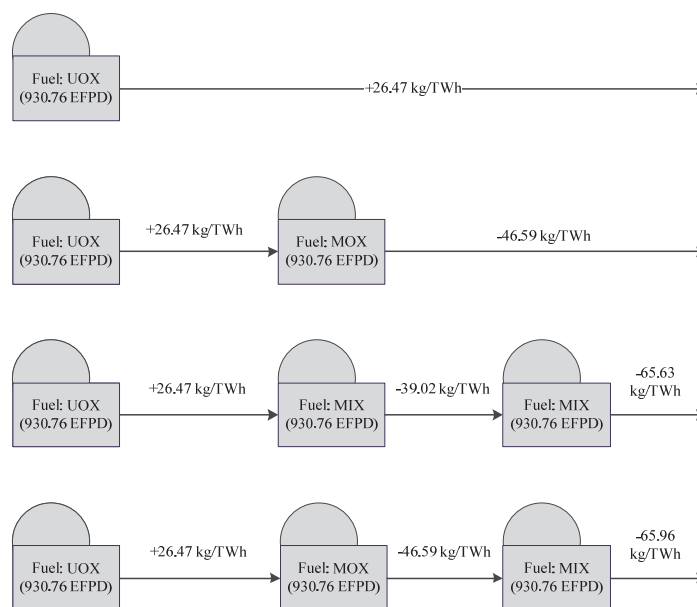 Fuel: UOX
(930.76 EFPD)
+26.47 kg/TWh
Fuel: UOX
(930.76 EFPD)
+26.47 kg/TWh
Fuel: MOX
(930.76 EFPD)
-46.59 kg/TWh
Fuel: UOX
(930.76 EFPD)
+26.47 kg/TWh
Fuel: MIX
(930.76 EFPD)
-39.02 kg/TWh
Fuel: MIX
(930.76 EFPD)
-65.63
kg/TWh
Fuel: UOX
(930.76 EFPD)
+26.47 kg/TWh
Fuel: MOX
(930.76 EFPD)
-46.59 kg/TWh
Fuel: MIX
(930.76 EFPD)
-65.96
kg/TWh